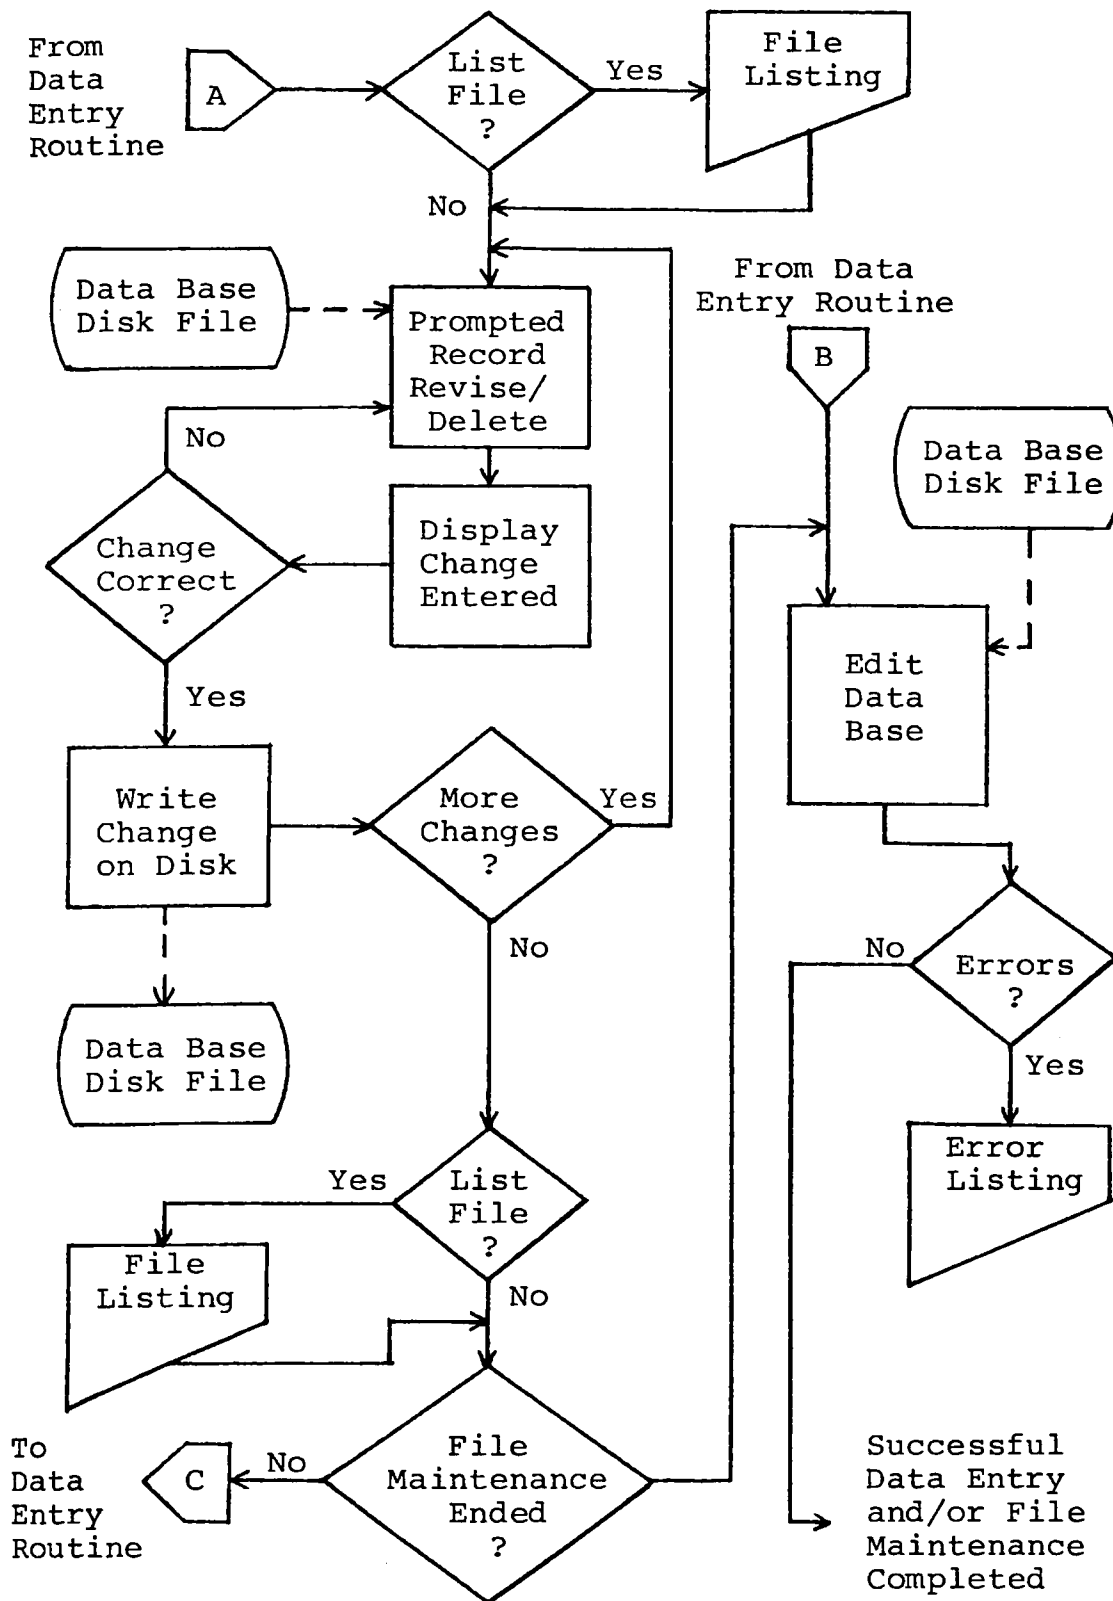 From
Data
Entry
Routine
A
List
File
?
Yes
File
Listing
No
Data Base
Disk File
Prompted
Record
Revise/
Delete
No
Change
Correct
?
Display
Change
Entered
Yes
Write
Change
on Disk
More
Changes
?
Yes
No
Data Base
Disk File
List
File
?
Yes
File
Listing
No
File
Maintenance
Ended
?
No
C
To
Data
Entry
Routine
From Data
Entry Routine
B
Data Base
Disk File
Edit
Data
Base
Errors
?
No
Yes
Error
Listing
Successful
Data Entry
and/or File
Maintenance
Completed